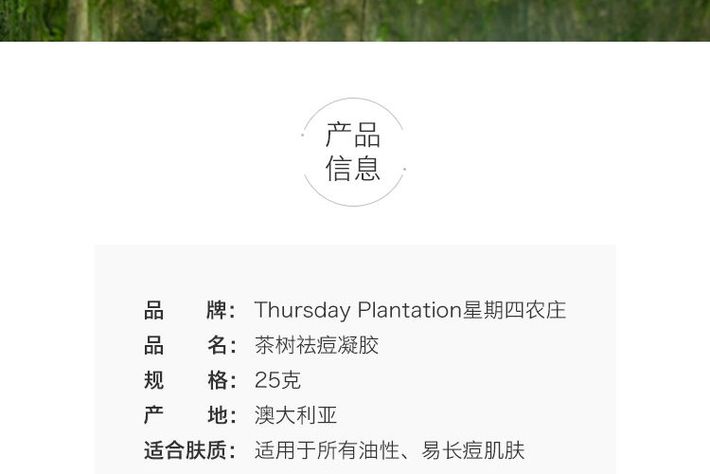 产品
信息
品 牌： Thursday Plantation星期四农庄
品 名： 茶树祛痘凝胶
规 格： 25克
产 地： 澳大利亚
适合肤质： 适用于所有油性、易长痘肌肤